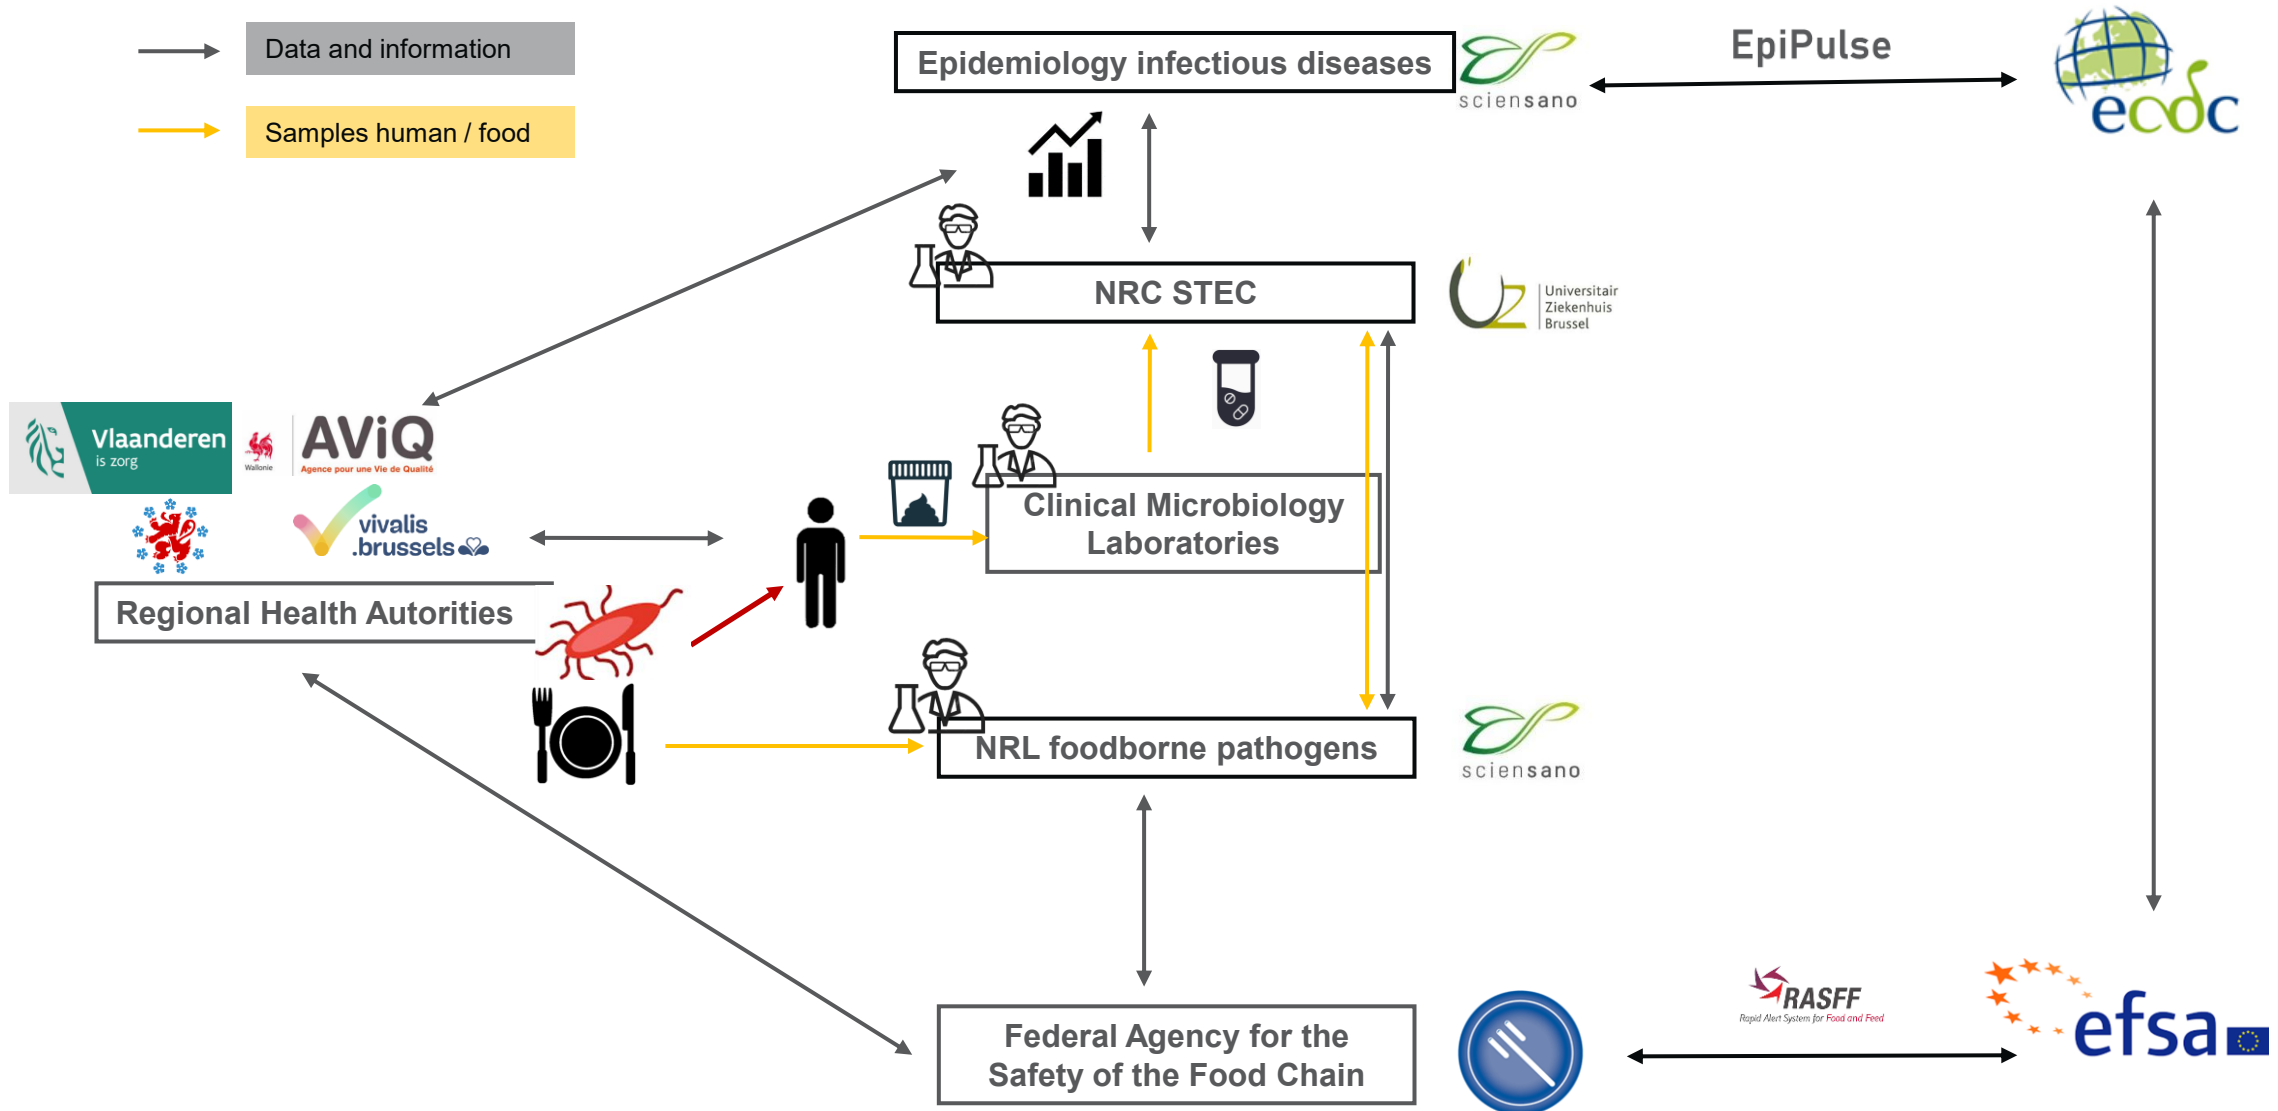 Data and information
Samples human / food
Epidemiology infectious diseases
sciensano
EpiPulse
ecdc
NRC STEC
UZ
Universitair
Ziekenhuis
Brussel
Vlaanderen
is zorg
Wallonie
AViQ
Agence pour une Vie de Qualité
vivalis
.brussels
Clinical Microbiology
Laboratories
Regional Health Autorities
NRL foodborne pathogens
sciensano
Federal Agency for the
Safety of the Food Chain
RASFF
Rapid Alert System for Food and Feed
efsa